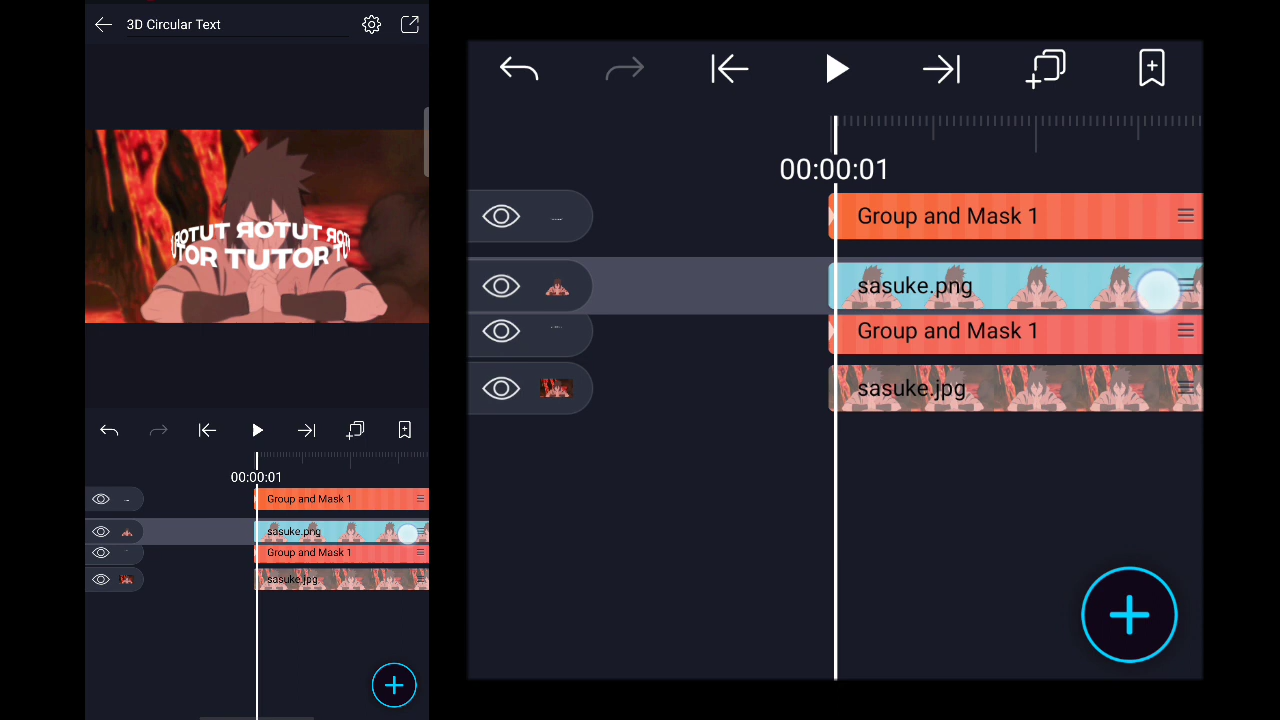 3D Circular Text
TUTOR TUTOR
TUTOR
00:00:01
Group and Mask 1
sasuke.png
Group and Mask 1
sasuke.jpg
00:00:01
Group and Mask 1
sasuke.png
Group and Mask 1
sasuke.jpg